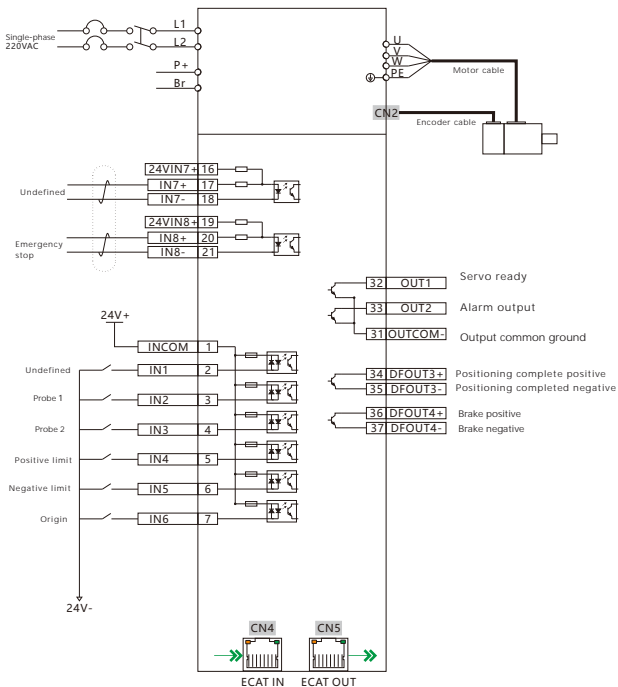 Single-phase
220VAC
L1
L2
P+
Br
U
V
W
PE
Motor cable
CN2
Encoder cable
24VIN7+ 16
Undefined
IN7+ 17
IN7- 18
24VIN8+ 19
Emergency
stop
IN8+ 20
IN8- 21
32 OUT1 Servo ready
33 OUT2 Alarm output
31 OUTCOM- Output common ground
24V+
INCOM 1
Undefined IN1 2
Probe 1 IN2 3
Probe 2 IN3 4
Positive limit IN4 5
Negative limit IN5 6
Origin IN6 7
34 DFOUT3+ Positioning complete positive
35 DFOUT3- Positioning completed negative
36 DFOUT4+ Brake positive
37 DFOUT4- Brake negative
24V-
CN4 CN5
ECAT IN ECAT OUT